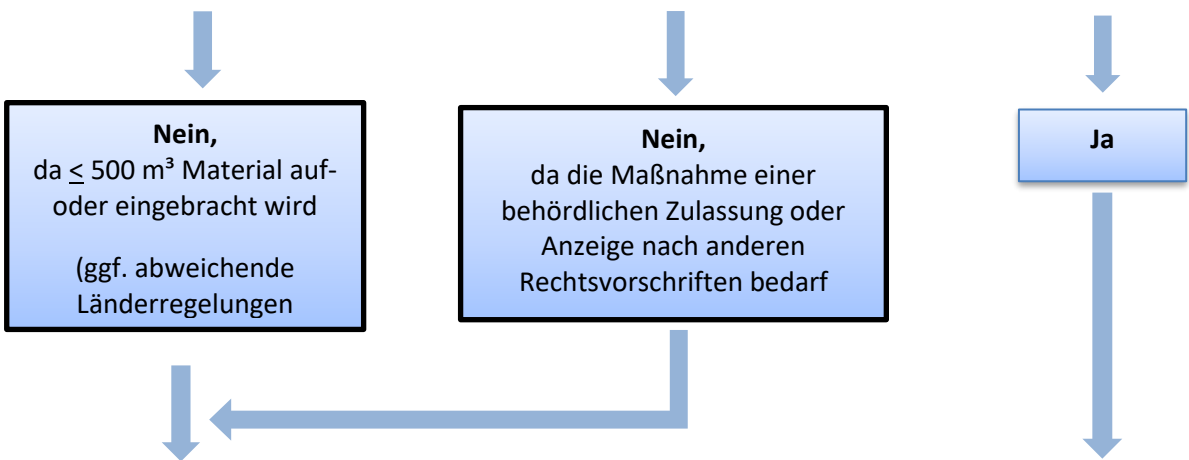 Nein,
da < 500 m³ Material auf-
oder eingebracht wird
(ggf. abweichende
Länderregelungen
Nein,
da die Maßnahme einer
behördlichen Zulassung oder
Anzeige nach anderen
Rechtsvorschriften bedarf
Ja